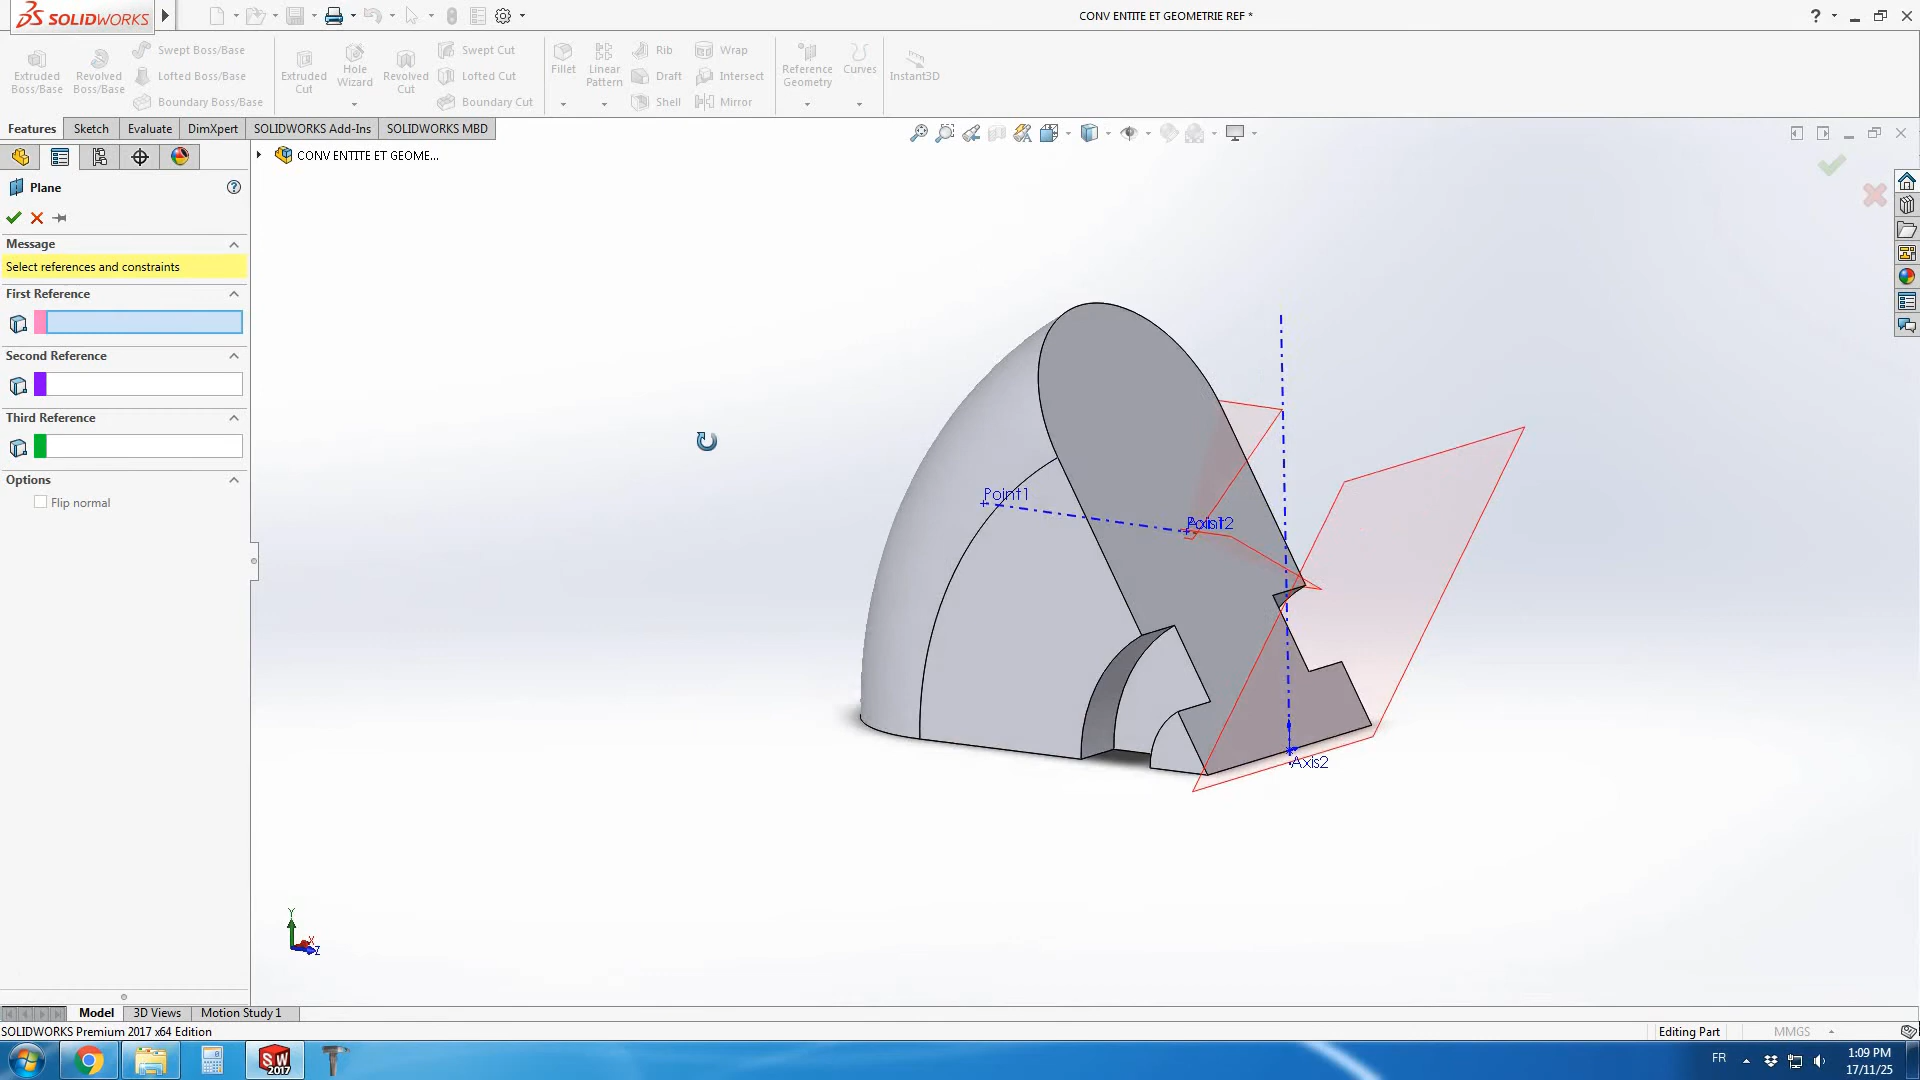 SOLIDWORKS
CONV ENTITE ET GEOMETRIE REF *
Extruded Boss/Base
Revolved Boss/Base
Swept Boss/Base
Lofted Boss/Base
Boundary Boss/Base
Extruded Cut
Hole Wizard
Revolved Cut
Swept Cut
Lofted Cut
Boundary Cut
Fillet
Linear Pattern
Rib
Draft
Shell
Wrap
Intersect
Mirror
Reference Geometry
Curves
Instant3D
Features
Sketch
Evaluate
DimXpert
SOLIDWORKS Add-Ins
SOLIDWORKS MBD
CONV ENTITE ET GEOME...
Plane
Message
Select references and constraints
First Reference
Second Reference
Third Reference
Options
Flip normal
Point1
Point2
Axis2
Y
X
Z
Model
3D Views
Motion Study 1
SOLIDWORKS Premium 2017 x64 Edition
Editing Part
MMGS
SW 2017
FR
1:09 PM
17/11/25